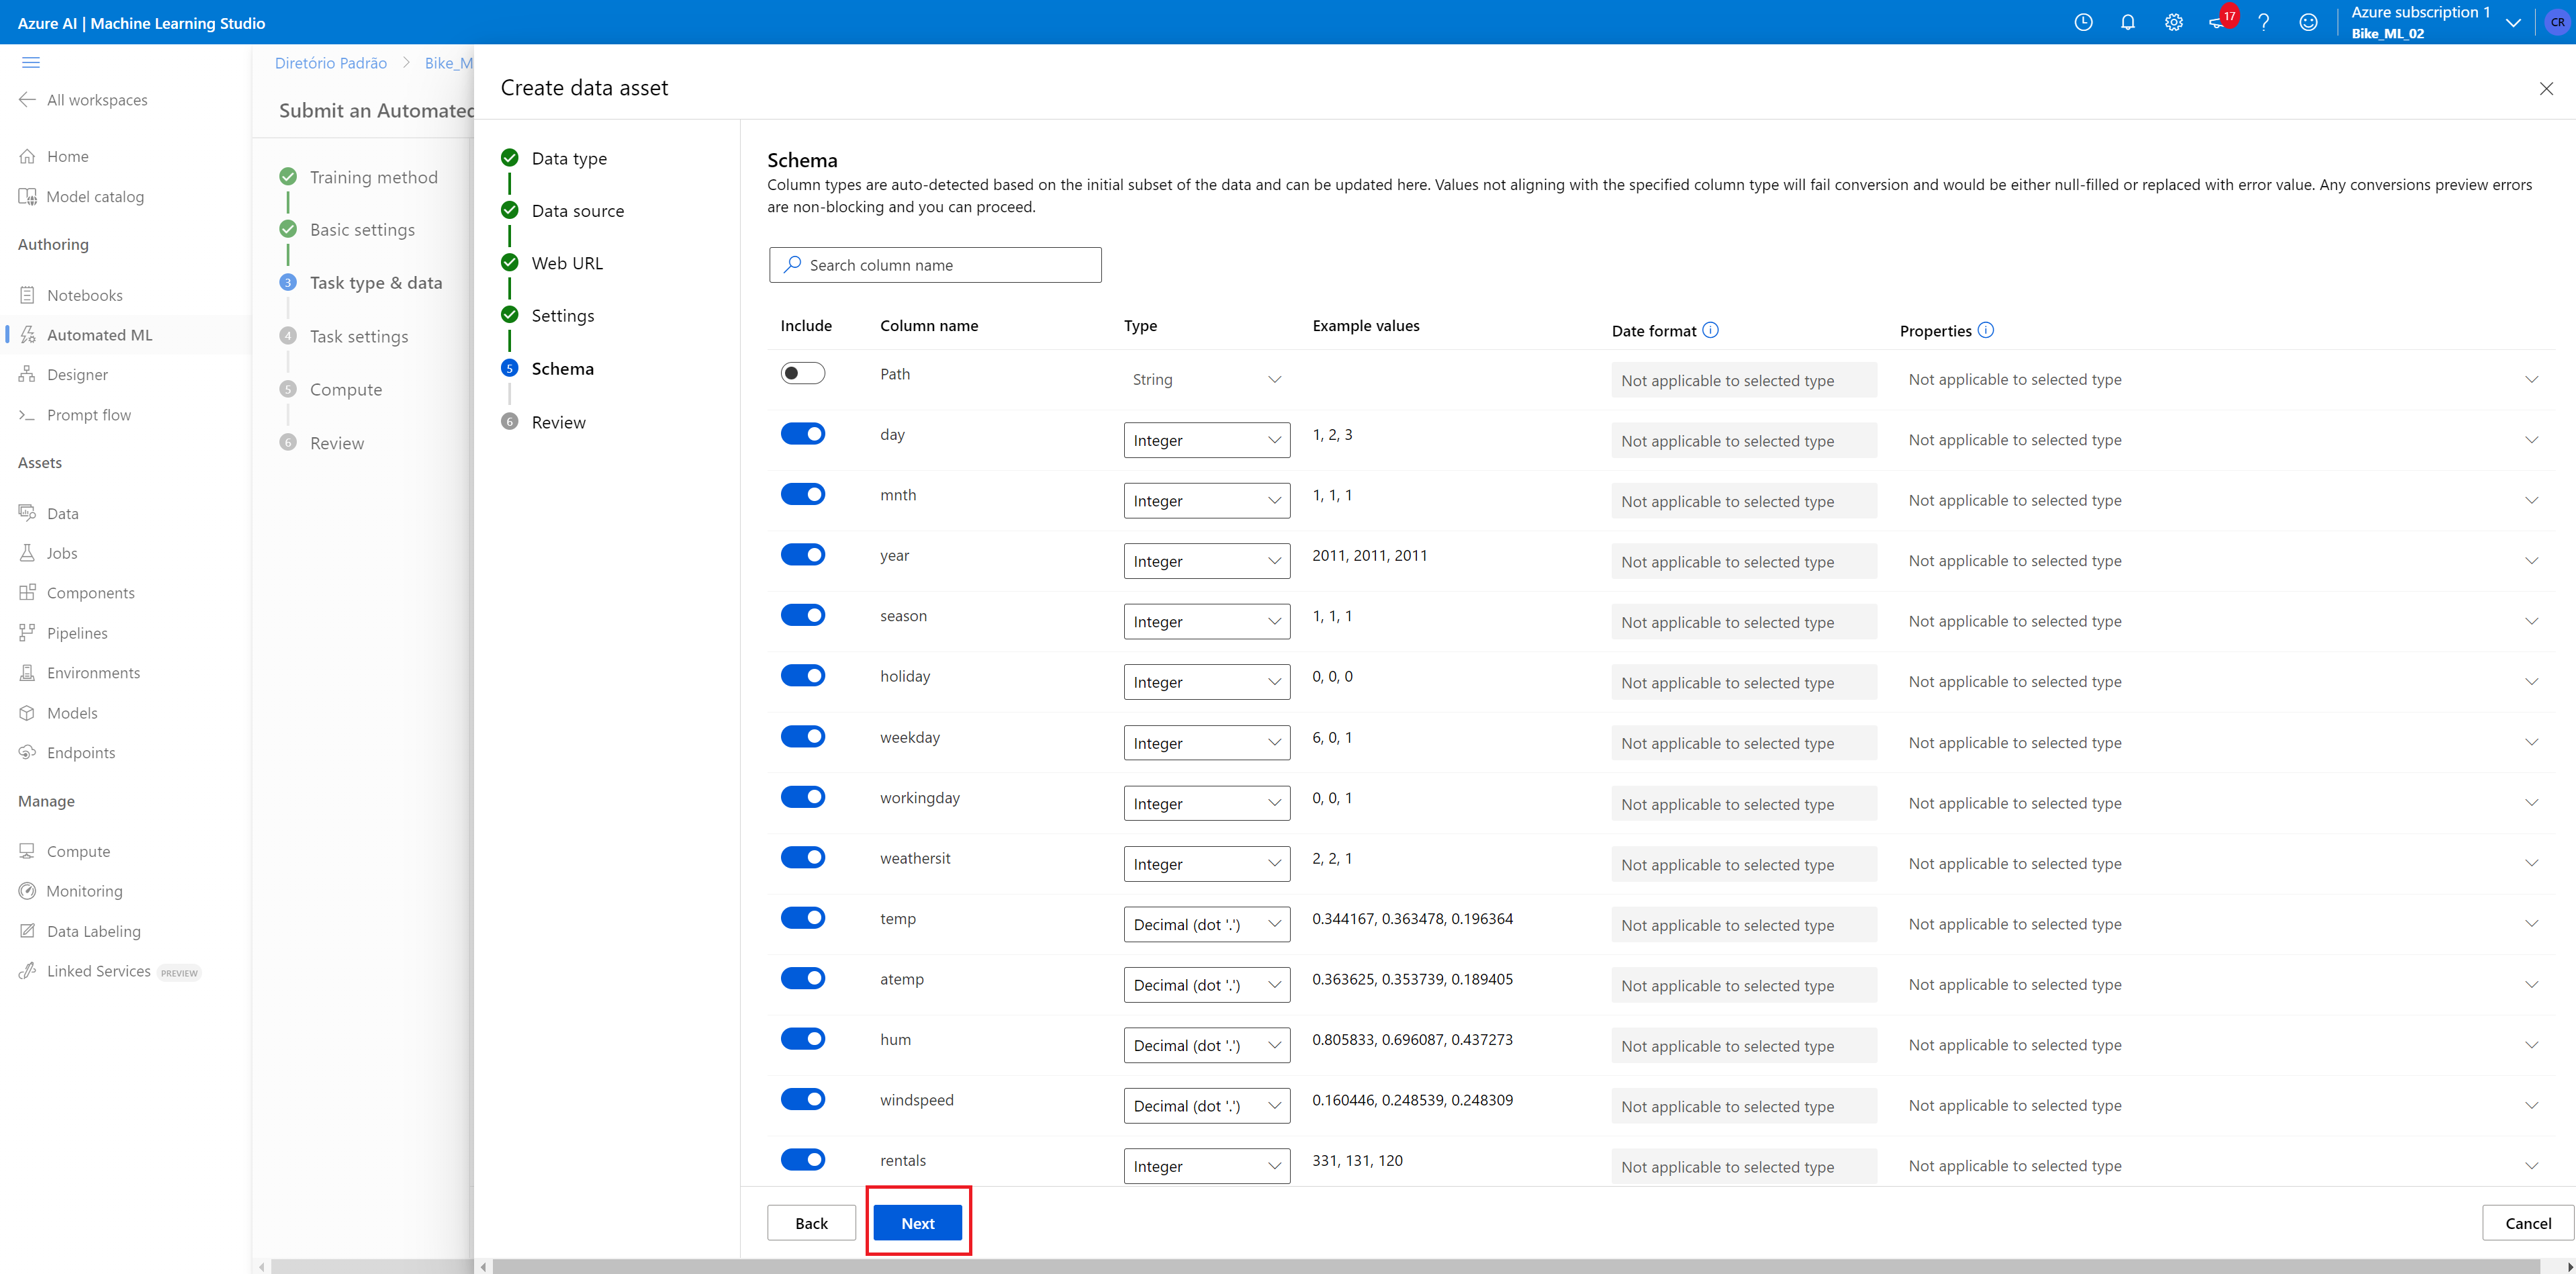 Azure AI | Machine Learning Studio
17
Azure subscription 1
Bike_ML_02
CR
All workspaces
Home
Model catalog
Authoring
Notebooks
Automated ML
Designer
Prompt flow
Assets
Data
Jobs
Components
Pipelines
Environments
Models
Endpoints
Manage
Compute
Monitoring
Data Labeling
Linked Services PREVIEW
Diretório Padrão > Bike_M
Submit an Automated
Training method
Basic settings
3 Task type & data
4 Task settings
5 Compute
6 Review
Create data asset
Data type
Data source
Web URL
Settings
5 Schema
6 Review
Schema
Column types are auto-detected based on the initial subset of the data and can be updated here. Values not aligning with the specified column type will fail conversion and would be either null-filled or replaced with error value. Any conversions preview errors
are non-blocking and you can proceed.
Search column name
Include Column name Type Example values Date format Properties
Path String Not applicable to selected type Not applicable to selected type
day Integer 1, 2, 3 Not applicable to selected type Not applicable to selected type
mnth Integer 1, 1, 1 Not applicable to selected type Not applicable to selected type
year Integer 2011, 2011, 2011 Not applicable to selected type Not applicable to selected type
season Integer 1, 1, 1 Not applicable to selected type Not applicable to selected type
holiday Integer 0, 0, 0 Not applicable to selected type Not applicable to selected type
weekday Integer 6, 0, 1 Not applicable to selected type Not applicable to selected type
workingday Integer 0, 0, 1 Not applicable to selected type Not applicable to selected type
weathersit Integer 2, 2, 1 Not applicable to selected type Not applicable to selected type
temp Decimal (dot '.') 0.344167, 0.363478, 0.196364 Not applicable to selected type Not applicable to selected type
atemp Decimal (dot '.') 0.363625, 0.353739, 0.189405 Not applicable to selected type Not applicable to selected type
hum Decimal (dot '.') 0.805833, 0.696087, 0.437273 Not applicable to selected type Not applicable to selected type
windspeed Decimal (dot '.') 0.160446, 0.248539, 0.248309 Not applicable to selected type Not applicable to selected type
rentals Integer 331, 131, 120 Not applicable to selected type Not applicable to selected type
Back Next Cancel